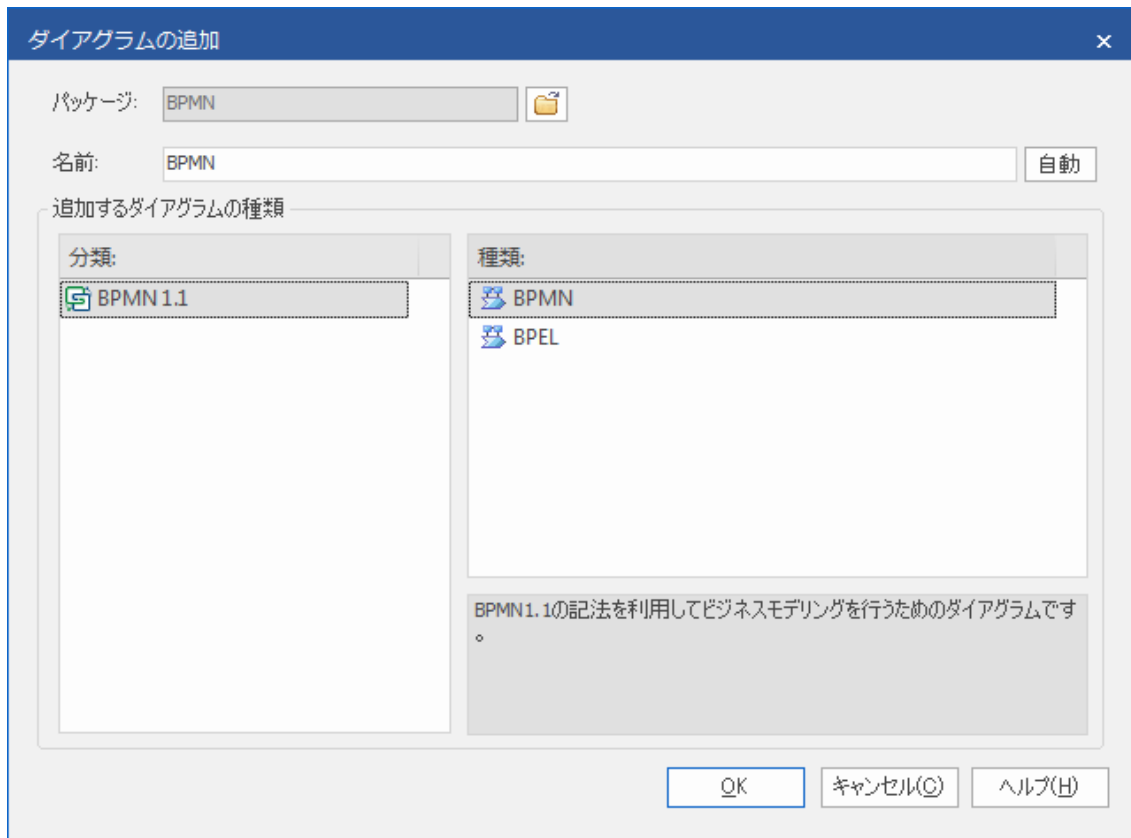 ダイアグラムの追加
パッケージ: BPMN
名前: BPMN 自動
追加するダイアグラムの種類
分類: 種類:
BPMN 1.1 BPMN
BPEL
BPMN1.1の記法を利用してビジネスモデリングを行うためのダイアグラムです
。
OK キャンセル(C) ヘルプ(H)